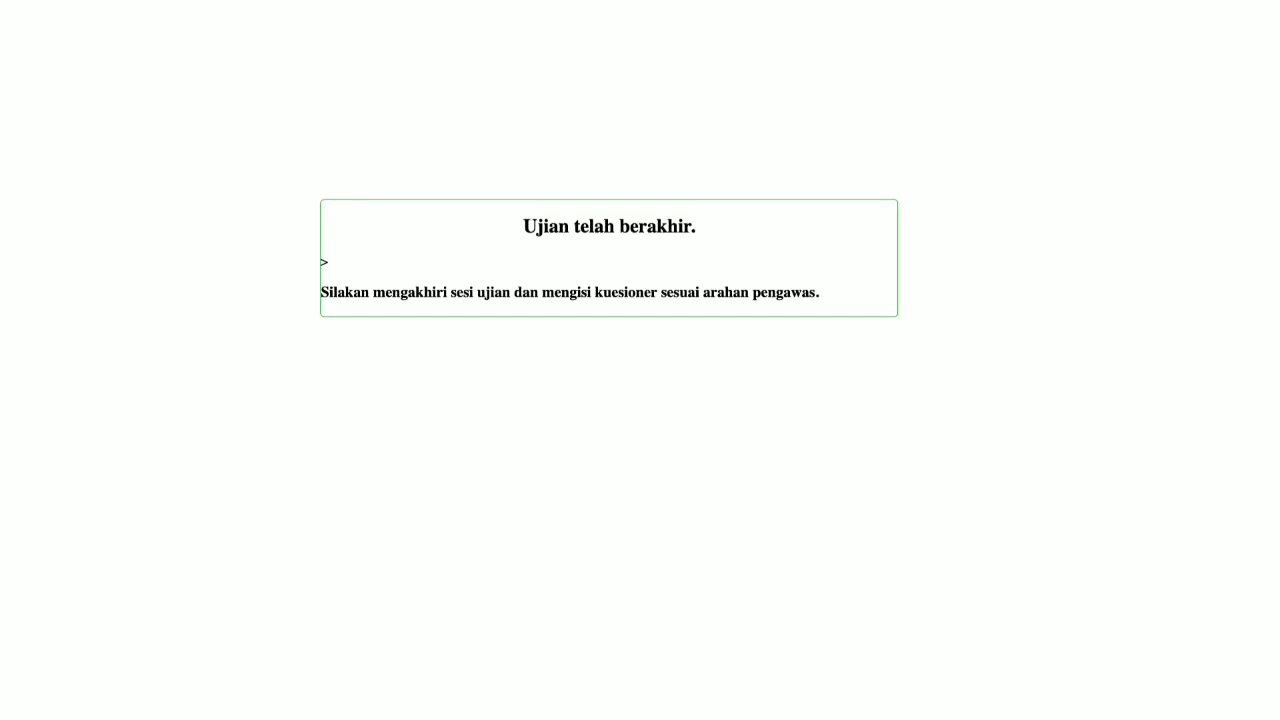 Ujian telah berakhir.
>
Silakan mengakhiri sesi ujian dan mengisi kuesioner sesuai arahan pengawas.